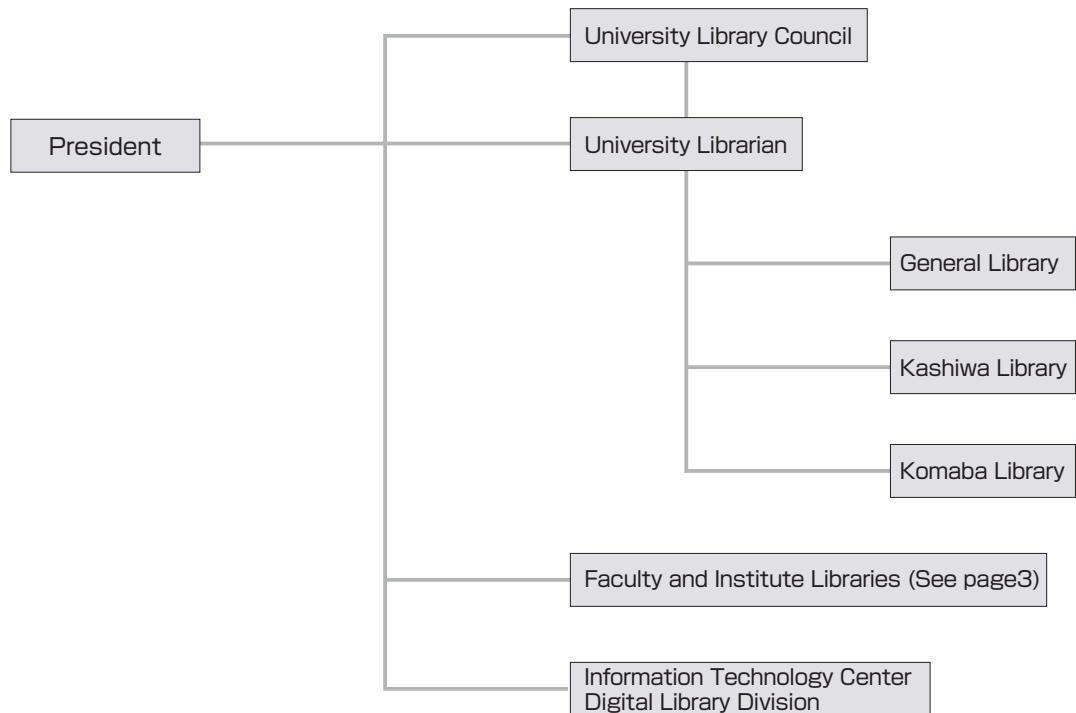 University Library Council
President
University Librarian
General Library
Kashiwa Library
Komaba Library
Faculty and Institute Libraries (See page3)
Information Technology Center
Digital Library Division